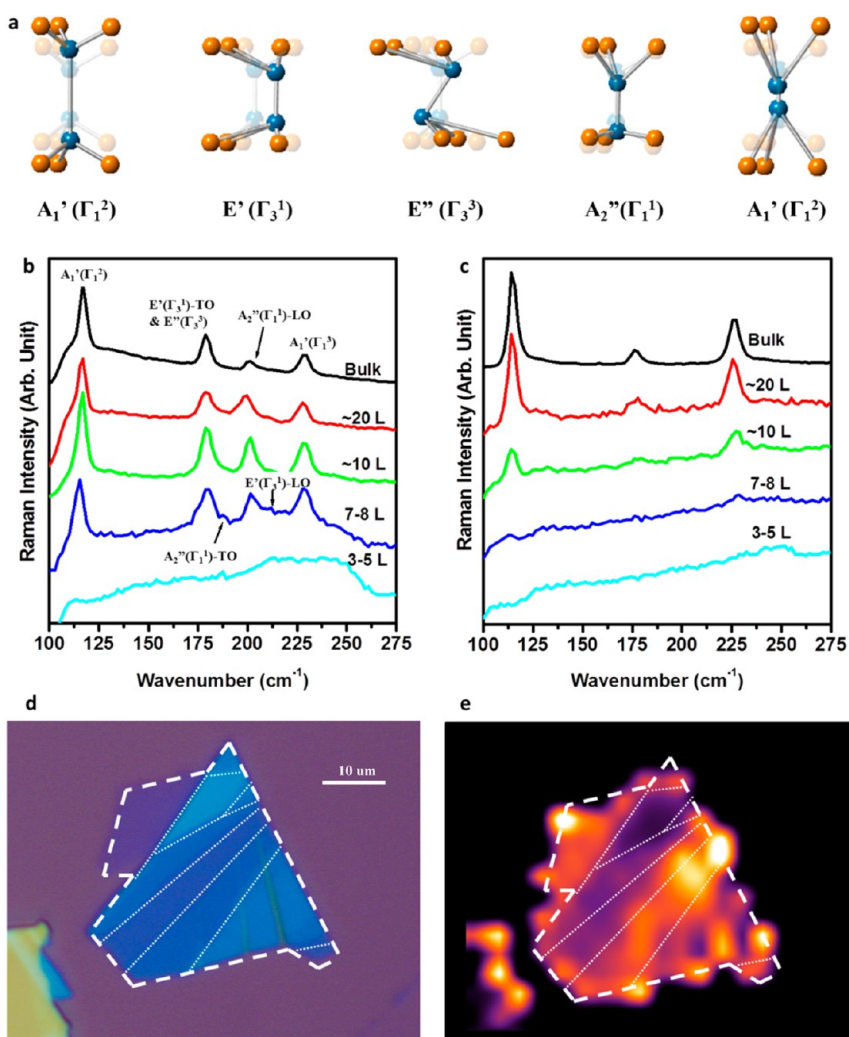 a
A₁’ (Γ₁²) E’ (Γ₃¹) E” (Γ₃³) A₂”(Γ₁¹) A₁’ (Γ₁²)
b
A₁’(Γ₁²)
E’(Γ₃¹)-TO
& E”(Γ₃³)
A₂”(Γ₁¹)-LO
A₁’(Γ₁³)
Bulk
~20 L
~10 L
E’(Γ₃¹)-LO
7-8 L
A₂”(Γ₁¹)-TO
3-5 L
Raman Intensity (Arb. Unit)
100 125 150 175 200 225 250 275
Wavenumber (cm⁻¹)
c
Bulk
~20 L
~10 L
7-8 L
3-5 L
Raman Intensity (Arb. Unit)
100 125 150 175 200 225 250 275
Wavenumber (cm⁻¹)
d
10 um
e